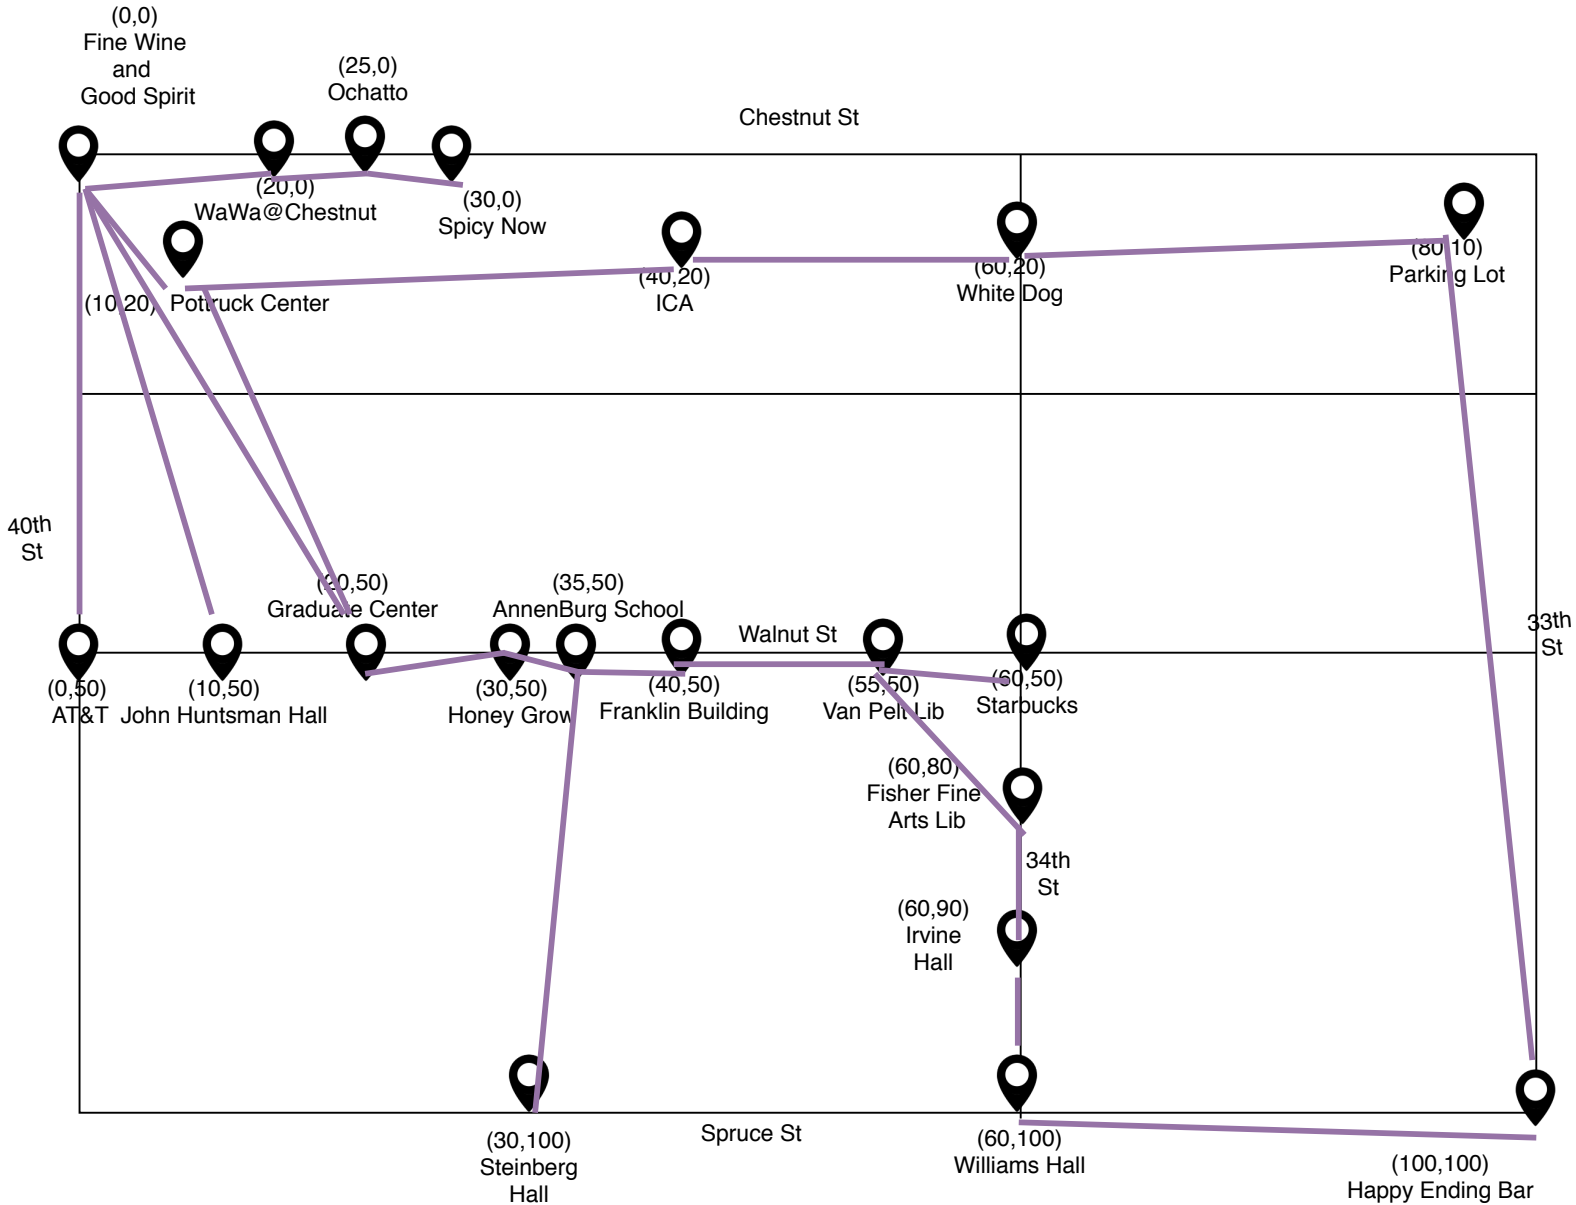 (0,0)
Fine Wine
and
Good Spirit
(25,0)
Ochatto
Chestnut St
(20,0)
WaWa@Chestnut
(30,0)
Spicy Now
(10,20) Pottruck Center
(40,20)
ICA
(60,20)
White Dog
(80,10)
Parking Lot
40th
St
(20,50)
Graduate Center
(35,50)
AnnenBurg School
Walnut St
33th
St
(0,50)
AT&T
(10,50)
John Huntsman Hall
(30,50)
Honey Grow
(40,50)
Franklin Building
(55,50)
Van Pelt Lib
(60,50)
Starbucks
(60,80)
Fisher Fine
Arts Lib
34th
St
(60,90)
Irvine
Hall
(30,100)
Steinberg
Hall
Spruce St
(60,100)
Williams Hall
(100,100)
Happy Ending Bar